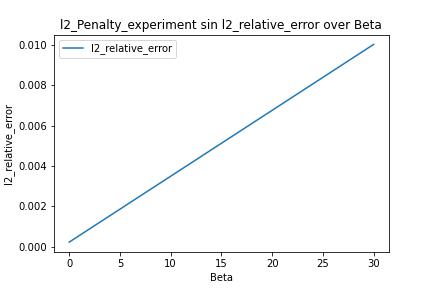 l2_Penalty_experiment sin l2_relative_error over Beta
l2_relative_error
0.010
0.008
0.006
0.004
0.002
0.000
l2_relative_error
0 5 10 15 20 25 30
Beta